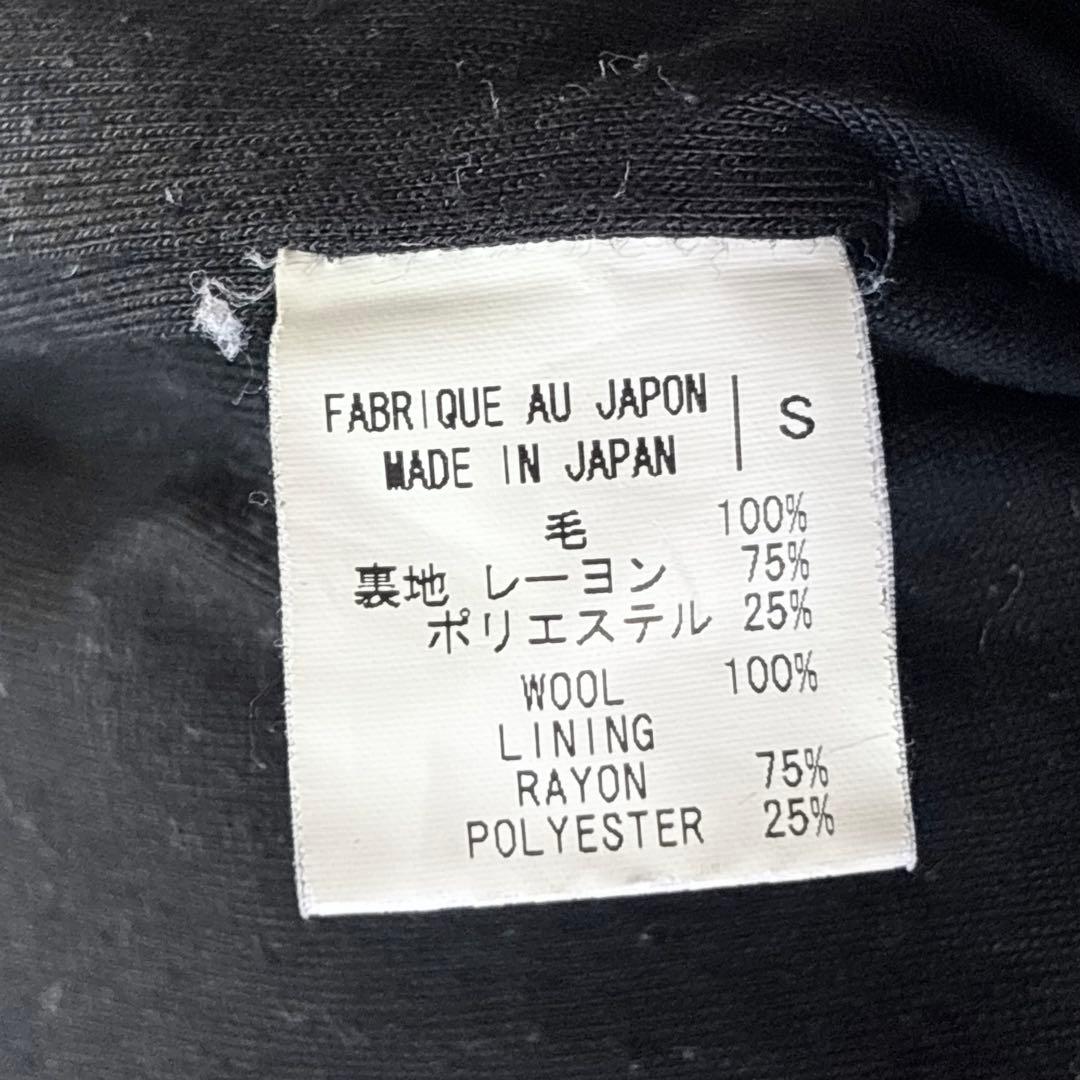 FABRIQUE AU JAPON | S
MADE IN JAPAN
毛 100%
裏地 レーヨン 75%
ポリエステル 25%
WOOL 100%
LINING
RAYON 75%
POLYESTER 25%